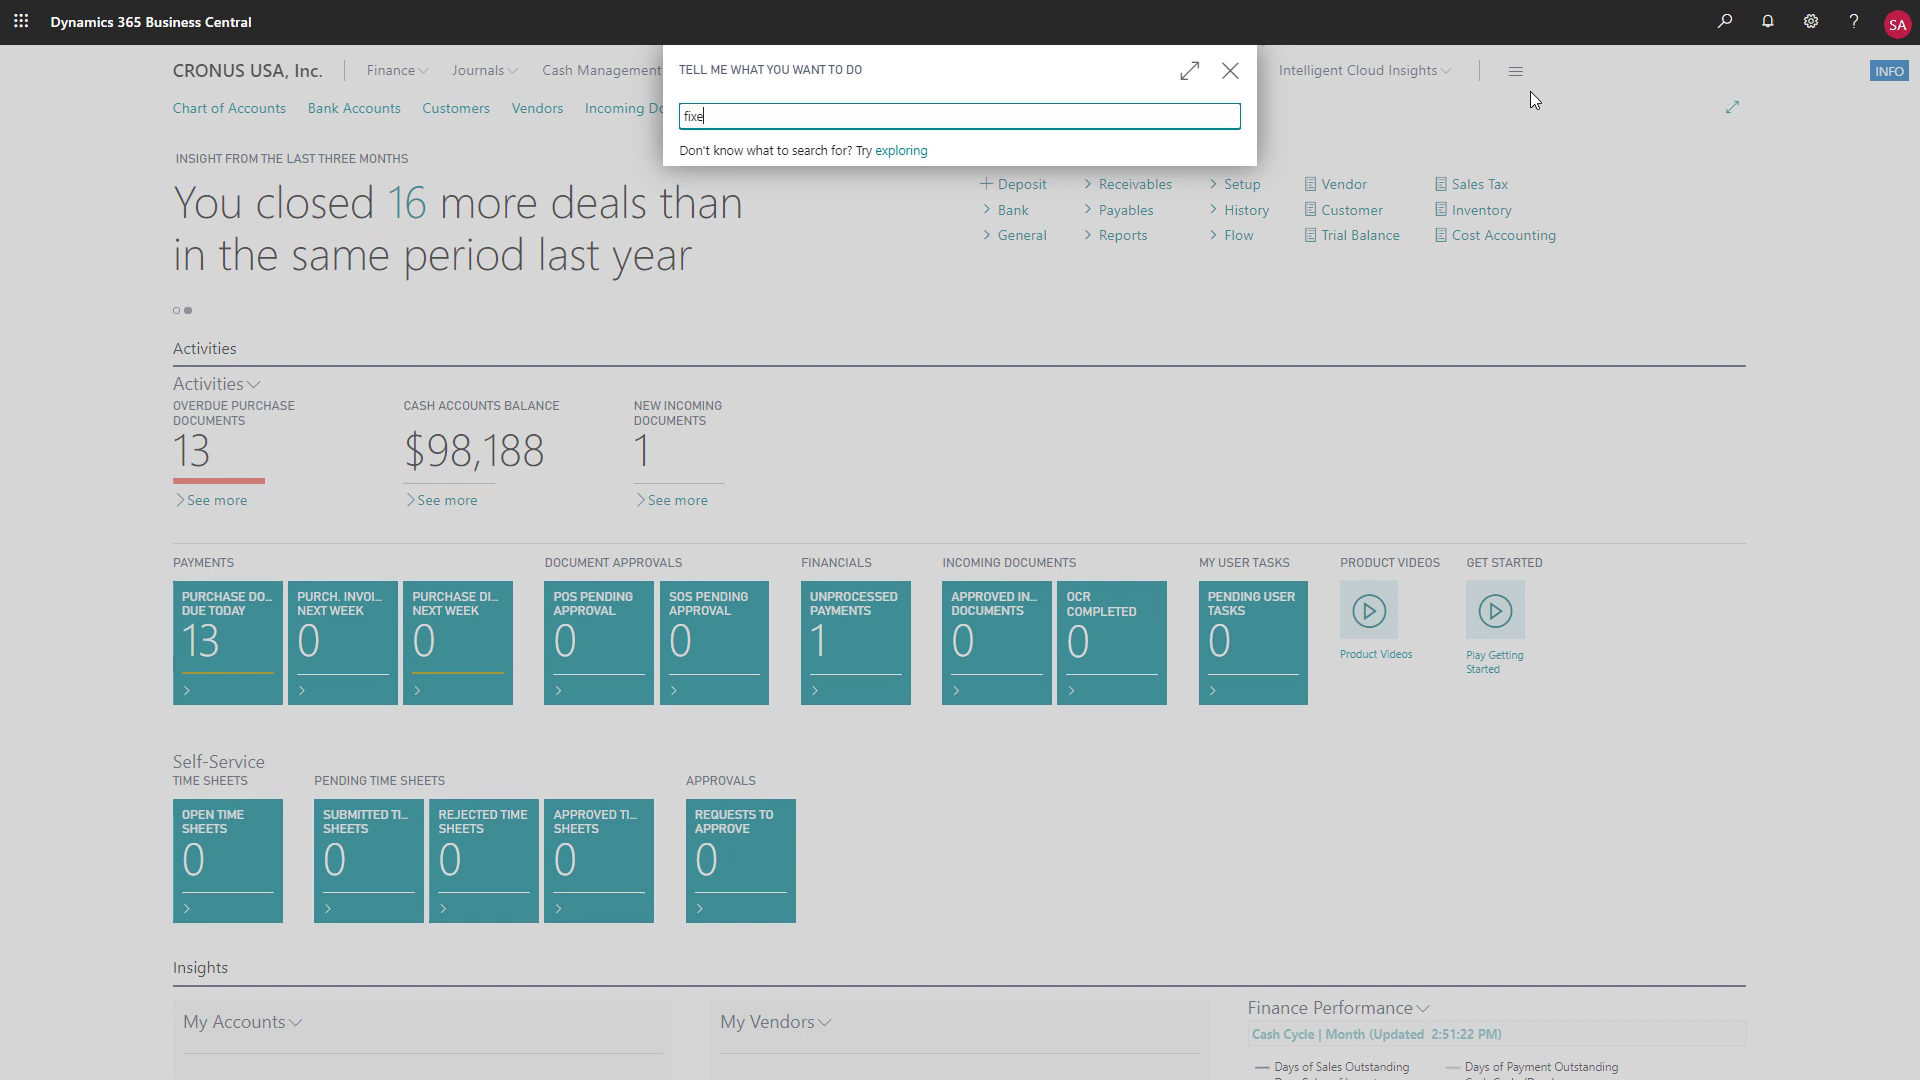 Dynamics 365 Business Central
SA
CRONUS USA, Inc.
Finance
Journals
Cash Management
TELL ME WHAT YOU WANT TO DO
fixe
Don't know what to search for? Try exploring
Intelligent Cloud Insights
INFO
Chart of Accounts
Bank Accounts
Customers
Vendors
Incoming Do
INSIGHT FROM THE LAST THREE MONTHS
You closed 16 more deals than
in the same period last year
Deposit
Receivables
Setup
Vendor
Sales Tax
Bank
Payables
History
Customer
Inventory
General
Reports
Flow
Trial Balance
Cost Accounting
Activities
Activities
OVERDUE PURCHASE
DOCUMENTS
13
See more
CASH ACCOUNTS BALANCE
$98,188
See more
NEW INCOMING
DOCUMENTS
1
See more
PAYMENTS
PURCHASE DO...
DUE TODAY
13
PURCH. INVOI...
NEXT WEEK
0
PURCHASE DI...
NEXT WEEK
0
DOCUMENT APPROVALS
POS PENDING
APPROVAL
0
SOS PENDING
APPROVAL
0
FINANCIALS
UNPROCESSED
PAYMENTS
1
INCOMING DOCUMENTS
APPROVED IN...
DOCUMENTS
0
OCR
COMPLETED
0
MY USER TASKS
PENDING USER
TASKS
0
PRODUCT VIDEOS
Product Videos
GET STARTED
Play Getting
Started
Self-Service
TIME SHEETS
OPEN TIME
SHEETS
0
PENDING TIME SHEETS
SUBMITTED TI...
SHEETS
0
REJECTED TIME
SHEETS
0
APPROVED TI...
SHEETS
0
APPROVALS
REQUESTS TO
APPROVE
0
Insights
My Accounts
My Vendors
Finance Performance
Cash Cycle | Month (Updated 2:51:22 PM)
Days of Sales Outstanding
Days of Payment Outstanding